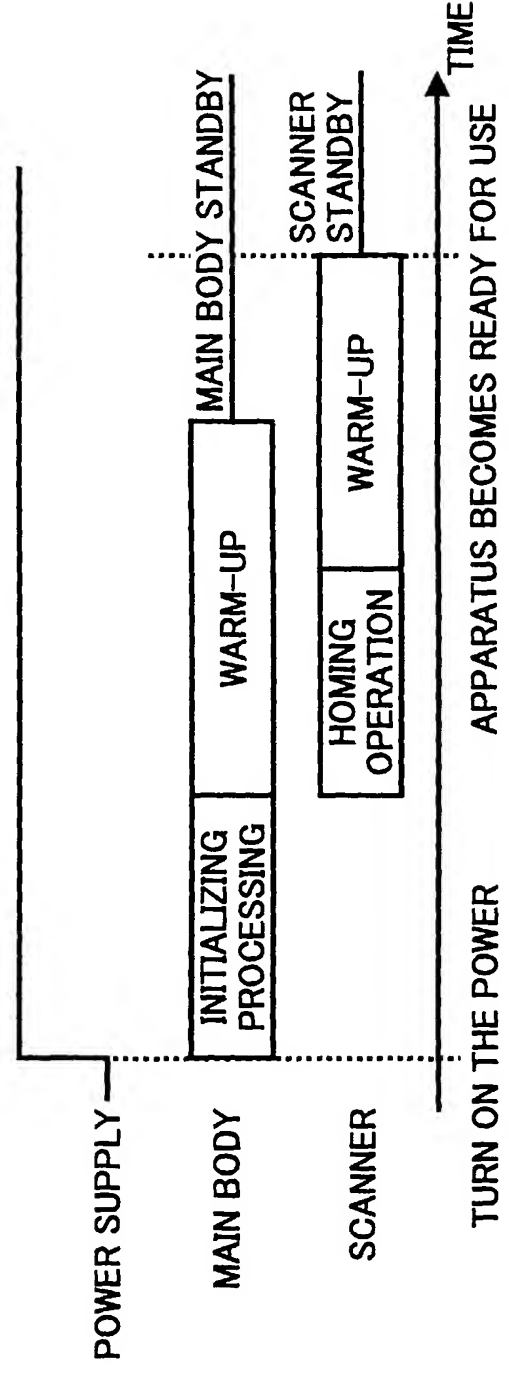 POWER SUPPLY
MAIN BODY
INITIALIZING
PROCESSING
WARM-UP
MAIN BODY STANDBY
SCANNER
HOMING
OPERATION
WARM-UP
SCANNER
STANDBY
TIME
TURN ON THE POWER
APPARATUS BECOMES READY FOR USE